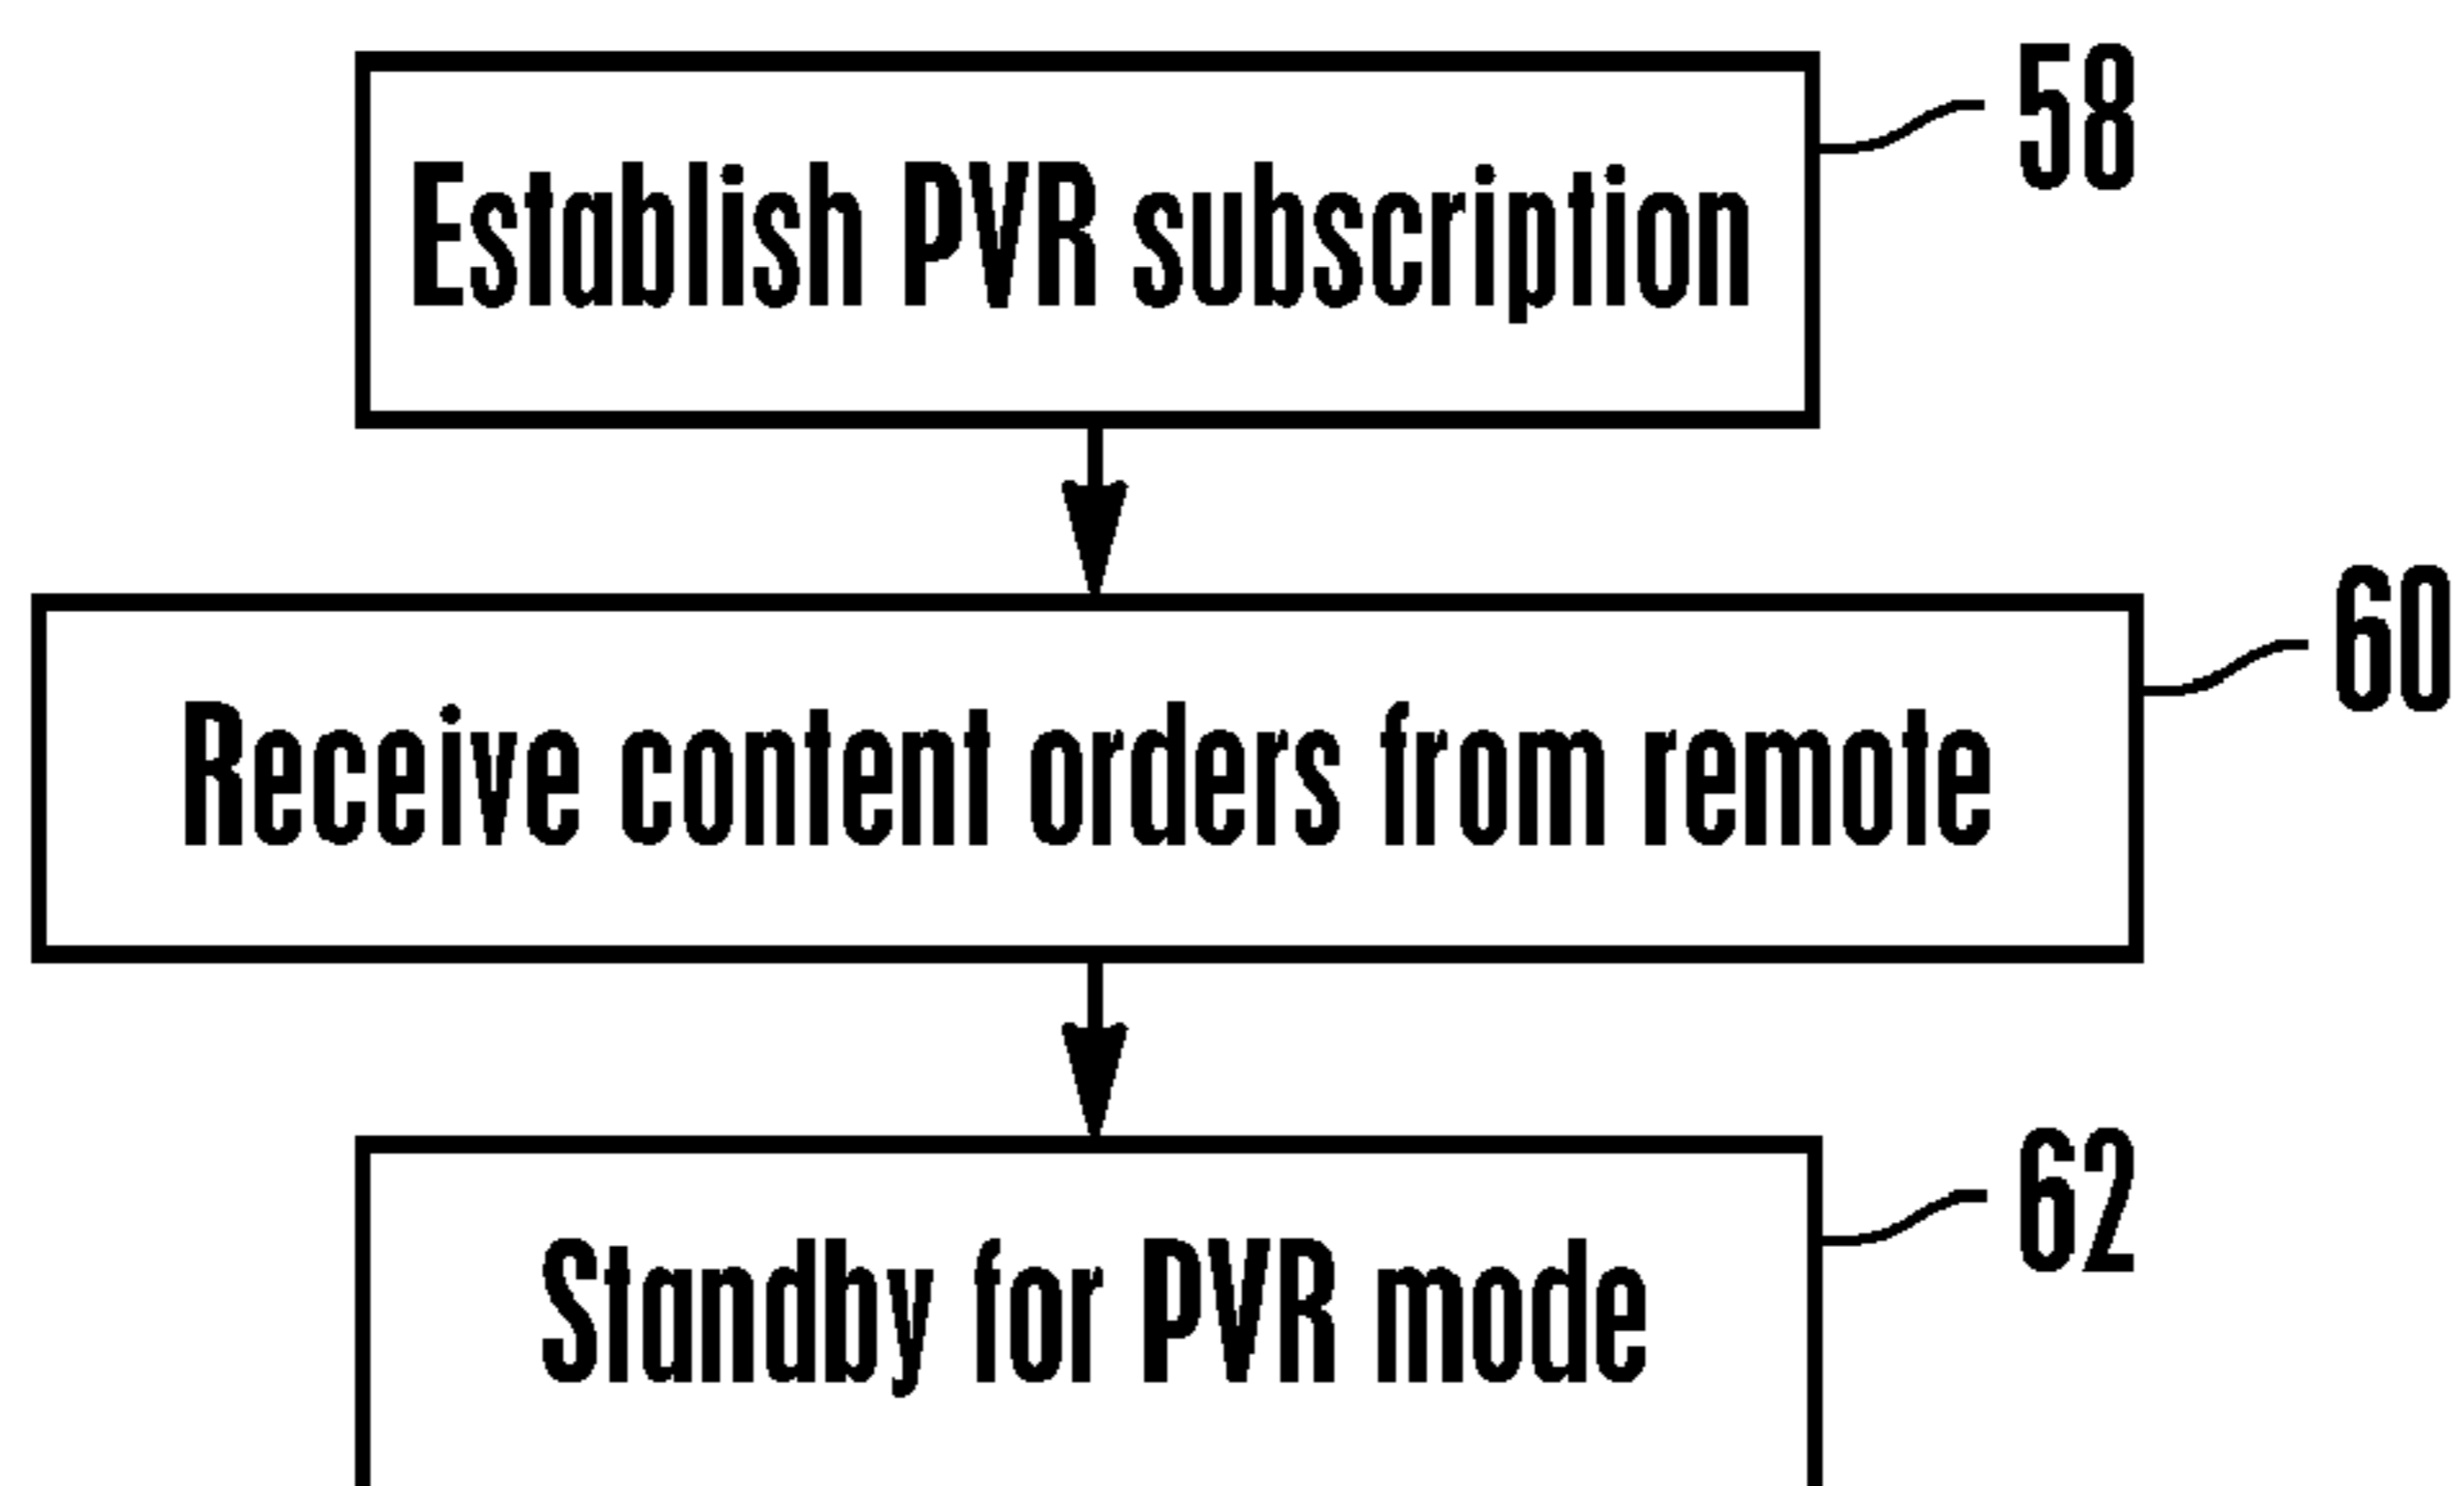 58
Establish PVR subscription
60
Receive content orders from remote
62
Standby for PVR mode